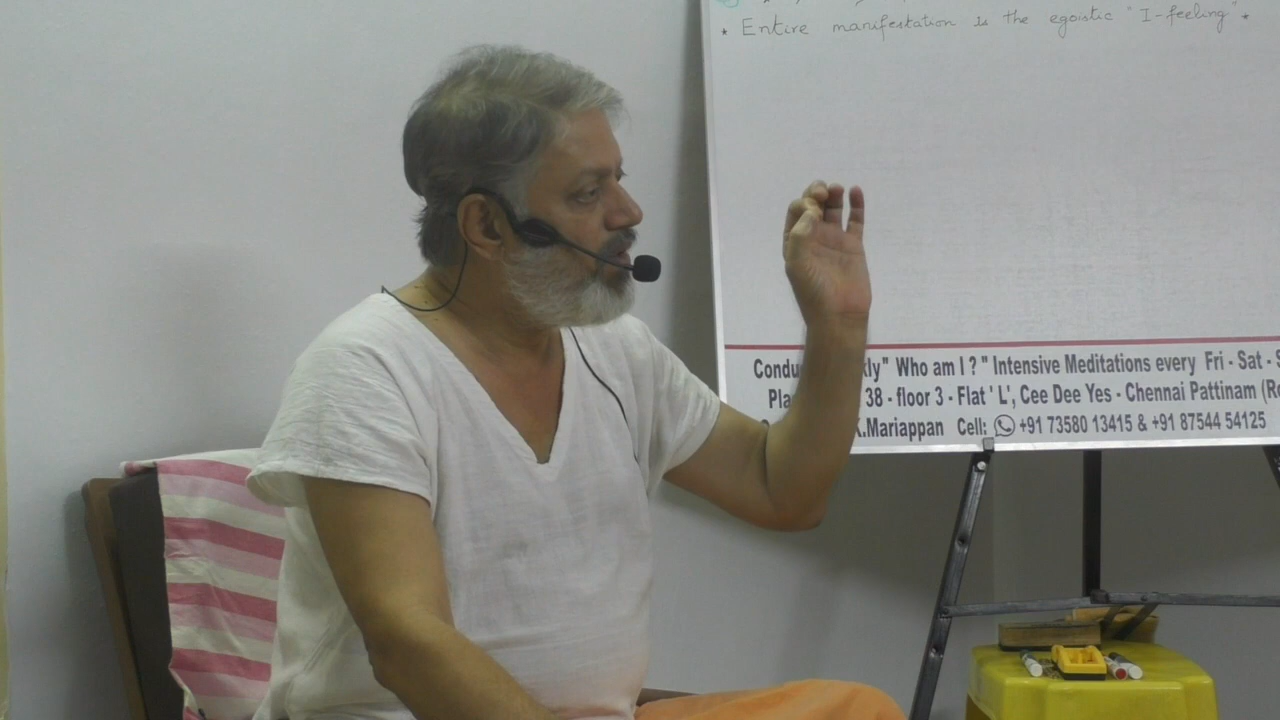 * Entire manifestation is the egoistic "I-feeling" *
Condu kly" Who am I ? " Intensive Meditations every Fri - Sat - S
Pla 38 - floor 3 - Flat ' L', Cee Dee Yes - Chennai Pattinam (Ro
K.Mariappan Cell: +91 73580 13415 & +91 87544 54125